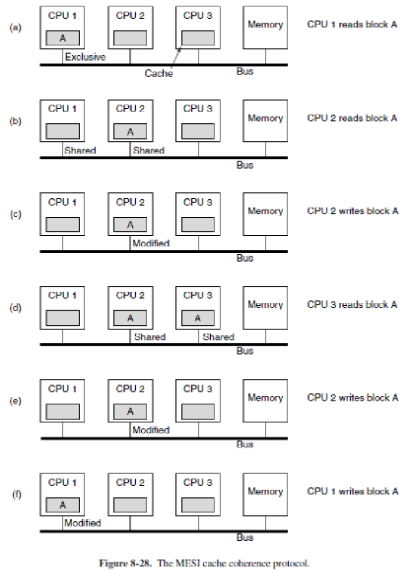 (a) CPU 1 CPU 2 CPU 3 Memory CPU 1 reads block A
A
Exclusive
Cache Bus
(b) CPU 1 CPU 2 CPU 3 Memory CPU 2 reads block A
A
Shared Shared
Bus
(c) CPU 1 CPU 2 CPU 3 Memory CPU 2 writes block A
A
Modified
Bus
(d) CPU 1 CPU 2 CPU 3 Memory CPU 3 reads block A
A A
Shared Shared
Bus
(e) CPU 1 CPU 2 CPU 3 Memory CPU 2 writes block A
A
Modified
Bus
(f) CPU 1 CPU 2 CPU 3 Memory CPU 1 writes block A
A
Modified
Bus
Figure 8-28. The MESI cache coherence protocol.